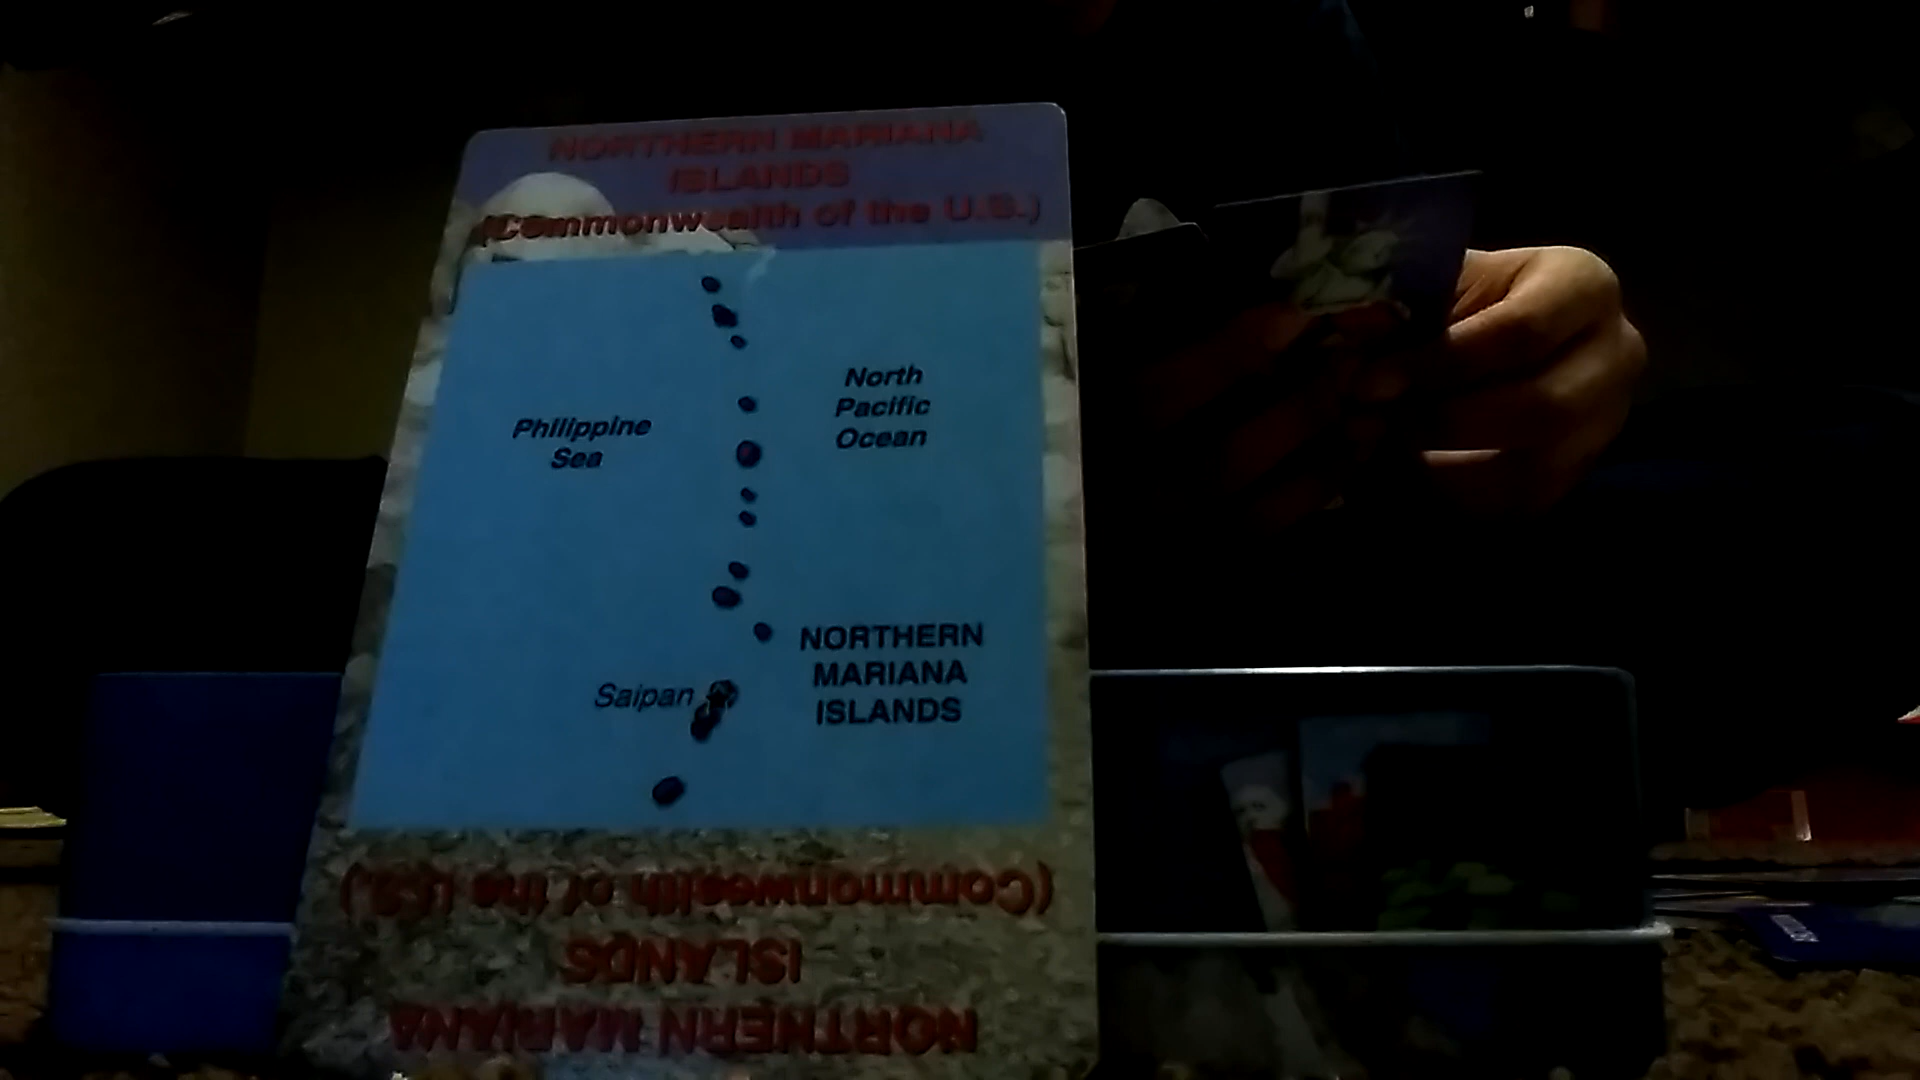 NORTHERN MARIANA
ISLANDS
(Commonwealth of the U.S.)
North
Pacific
Ocean
Philippine
Sea
NORTHERN
MARIANA
ISLANDS
Saipan
(Commonwealth of the U.S.)
ISLANDS
NORTHERN MARIANA